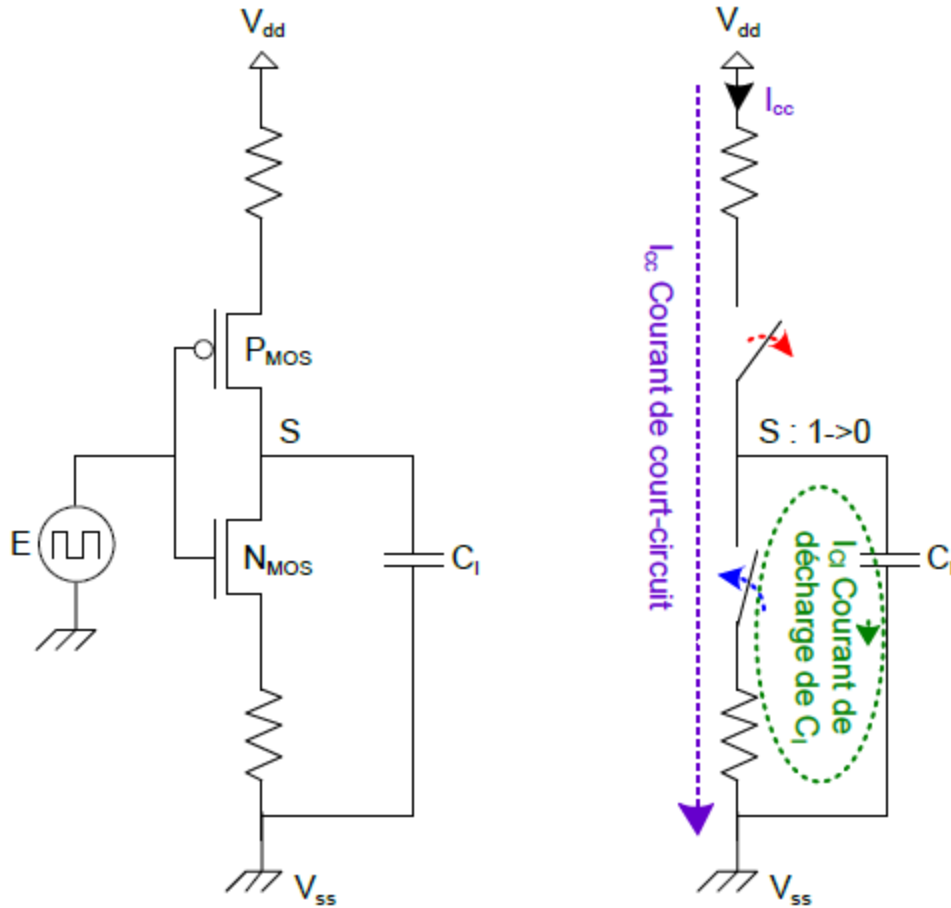 Vdd
PMOS
S
E
NMOS
Cl
Vss
Vdd
Icc
Icc Courant de court-circuit
S : 1->0
ICl Courant de
décharge de Cl
Cl
Vss